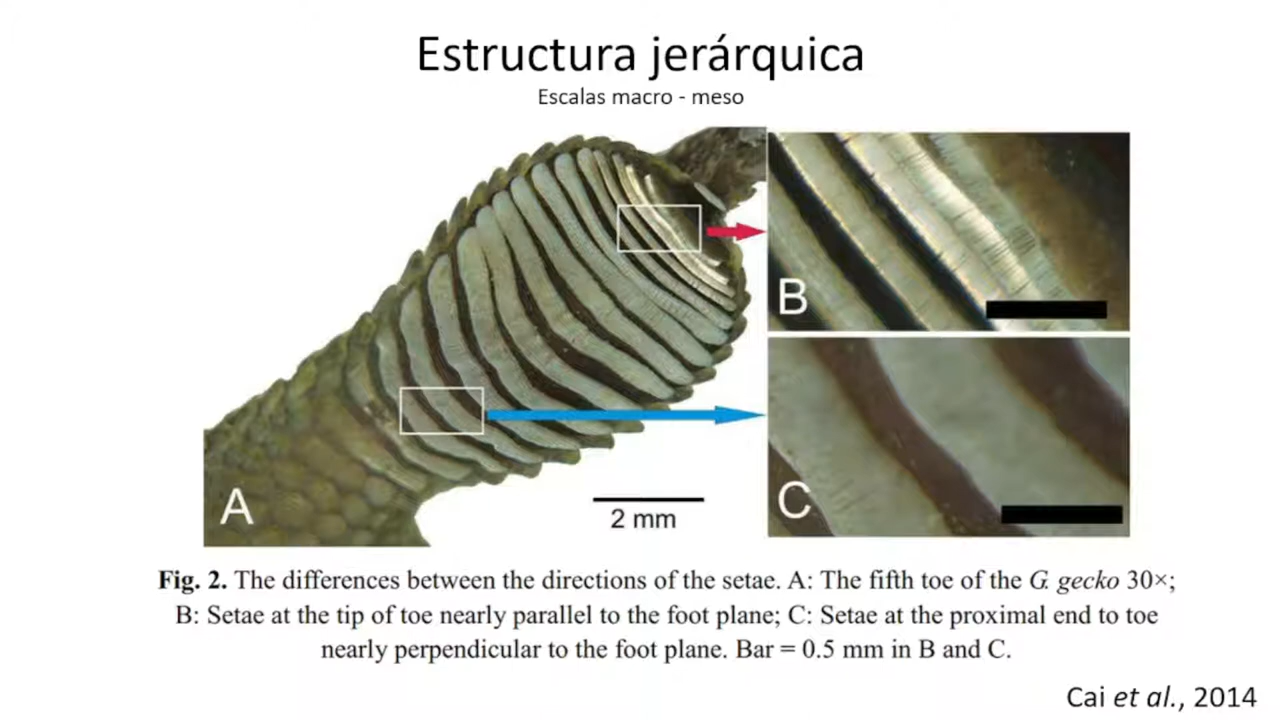 Estructura jerárquica
Escalas macro - meso
A
2 mm
B
C
Fig. 2. The differences between the directions of the setae. A: The fifth toe of the G. gecko 30×;
B: Setae at the tip of toe nearly parallel to the foot plane; C: Setae at the proximal end to toe
nearly perpendicular to the foot plane. Bar = 0.5 mm in B and C.
Cai et al., 2014